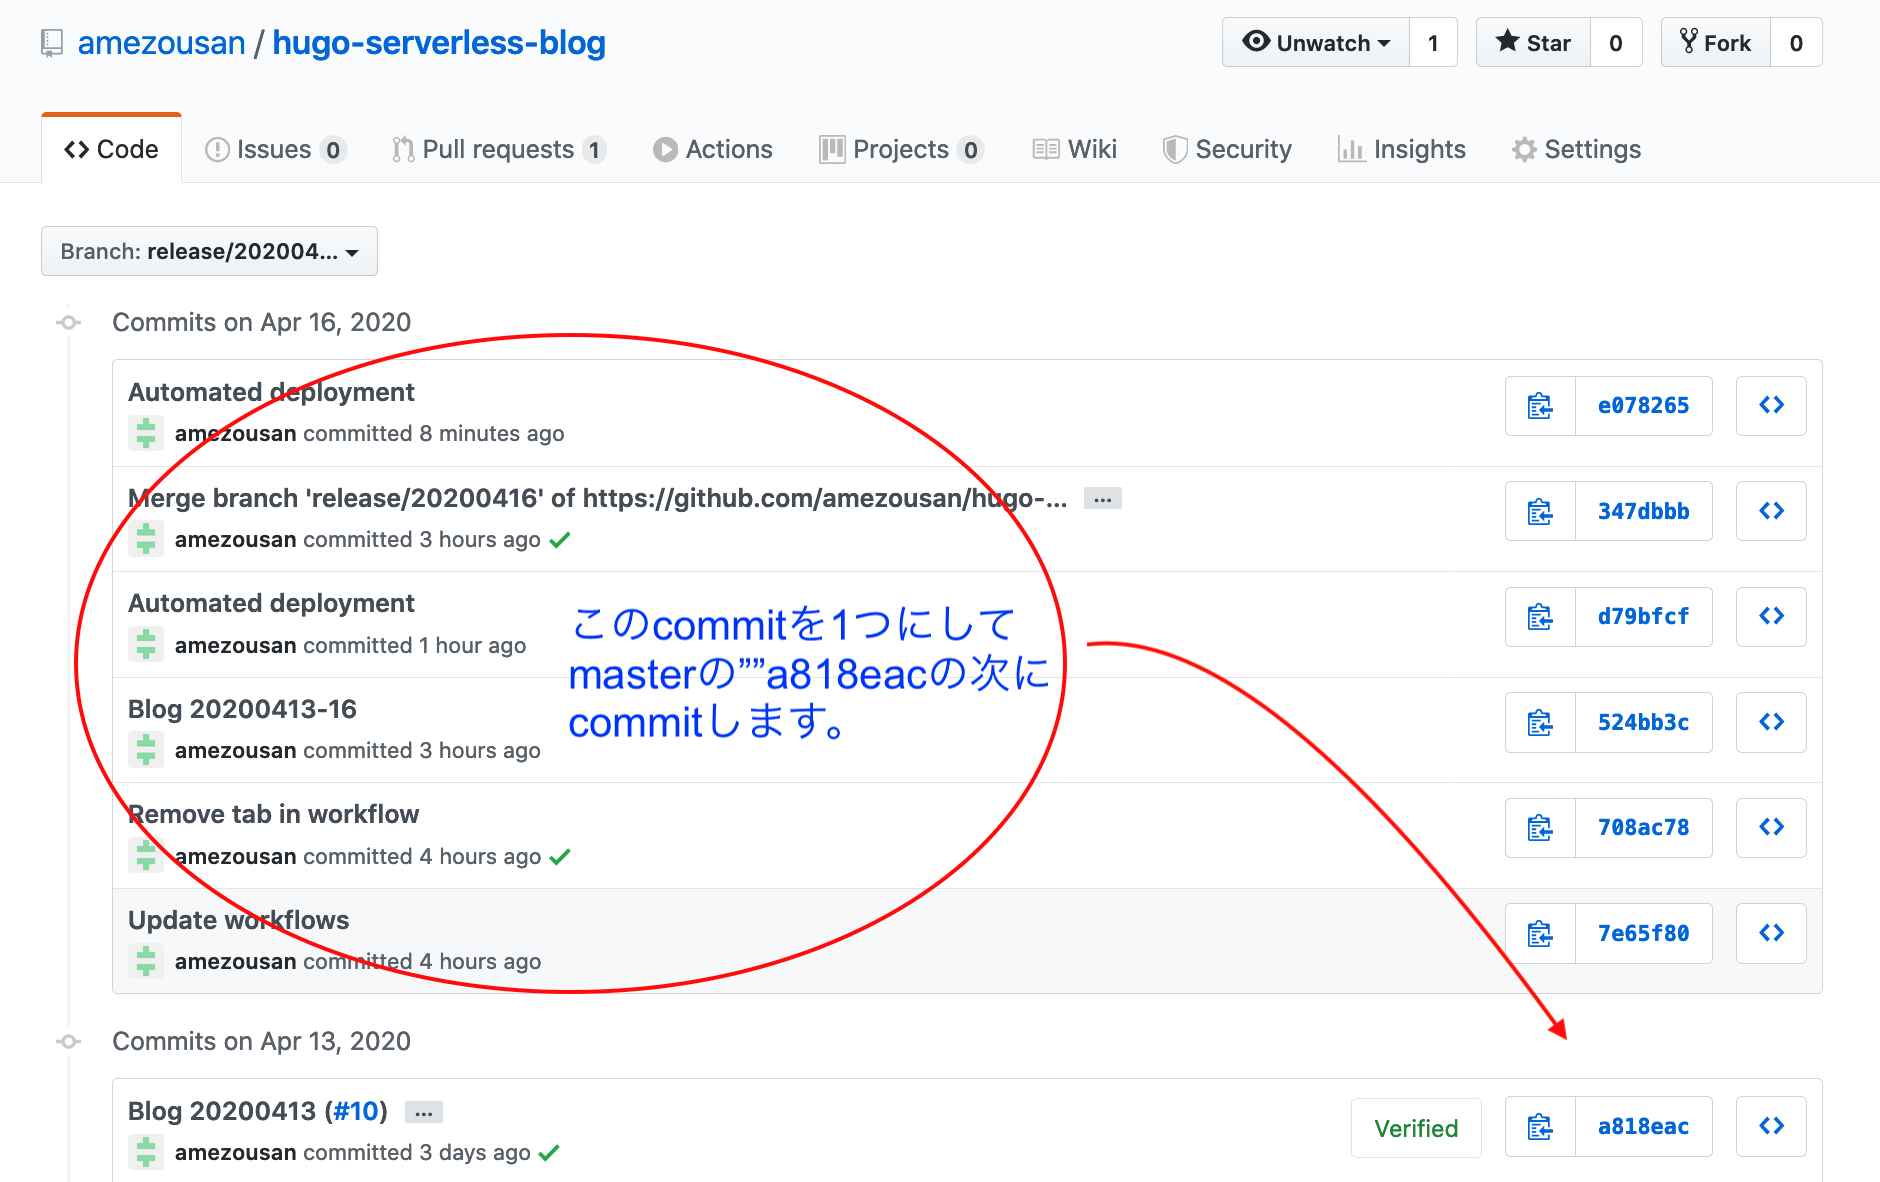 amezousan / hugo-serverless-blog
Unwatch 1 Star 0 Fork 0
Code Issues 0 Pull requests 1 Actions Projects 0 Wiki Security Insights Settings
Branch: release/202004...
Commits on Apr 16, 2020
Automated deployment
amezousan committed 8 minutes ago
e078265
Merge branch 'release/20200416' of https://github.com/amezousan/hugo-... ...
amezousan committed 3 hours ago
347dbbb
Automated deployment
amezousan committed 1 hour ago
d79bfcf
このcommitを1つにして
masterの””a818eacの次に
commitします。
Blog 20200413-16
amezousan committed 3 hours ago
524bb3c
Remove tab in workflow
amezousan committed 4 hours ago
708ac78
Update workflows
amezousan committed 4 hours ago
7e65f80
Commits on Apr 13, 2020
Blog 20200413 (#10) ...
amezousan committed 3 days ago
Verified a818eac